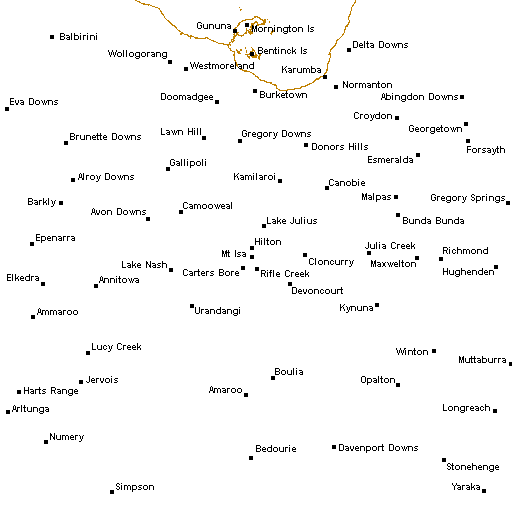 Gununa
Mornington Is
Balbirini
Delta Downs
Bentinck Is
Wollogorang
Westmoreland
Karumba
Normanton
Burketown
Doomadgee
Abingdon Downs
Eva Downs
Croydon
Georgetown
Lawn Hill
Gregory Downs
Brunette Downs
Donors Hills
Forsayth
Esmeralda
Gallipoli
Alroy Downs
Kamilaroi
Canobie
Malpas
Gregory Springs
Barkly
Camooweal
Avon Downs
Lake Julius
Bunda Bunda
Epenarra
Hilton
Julia Creek
Richmond
Mt Isa
Cloncurry
Maxwelton
Lake Nash
Carters Bore
Rifle Creek
Hughenden
Elkedra
Annitowa
Devoncourt
Urandangi
Kynuna
Ammaroo
Lucy Creek
Winton
Muttaburra
Boulia
Jervois
Opalton
Harts Range
Amaroo
Arltunga
Longreach
Numery
Bedourie
Davenport Downs
Stonehenge
Simpson
Yaraka